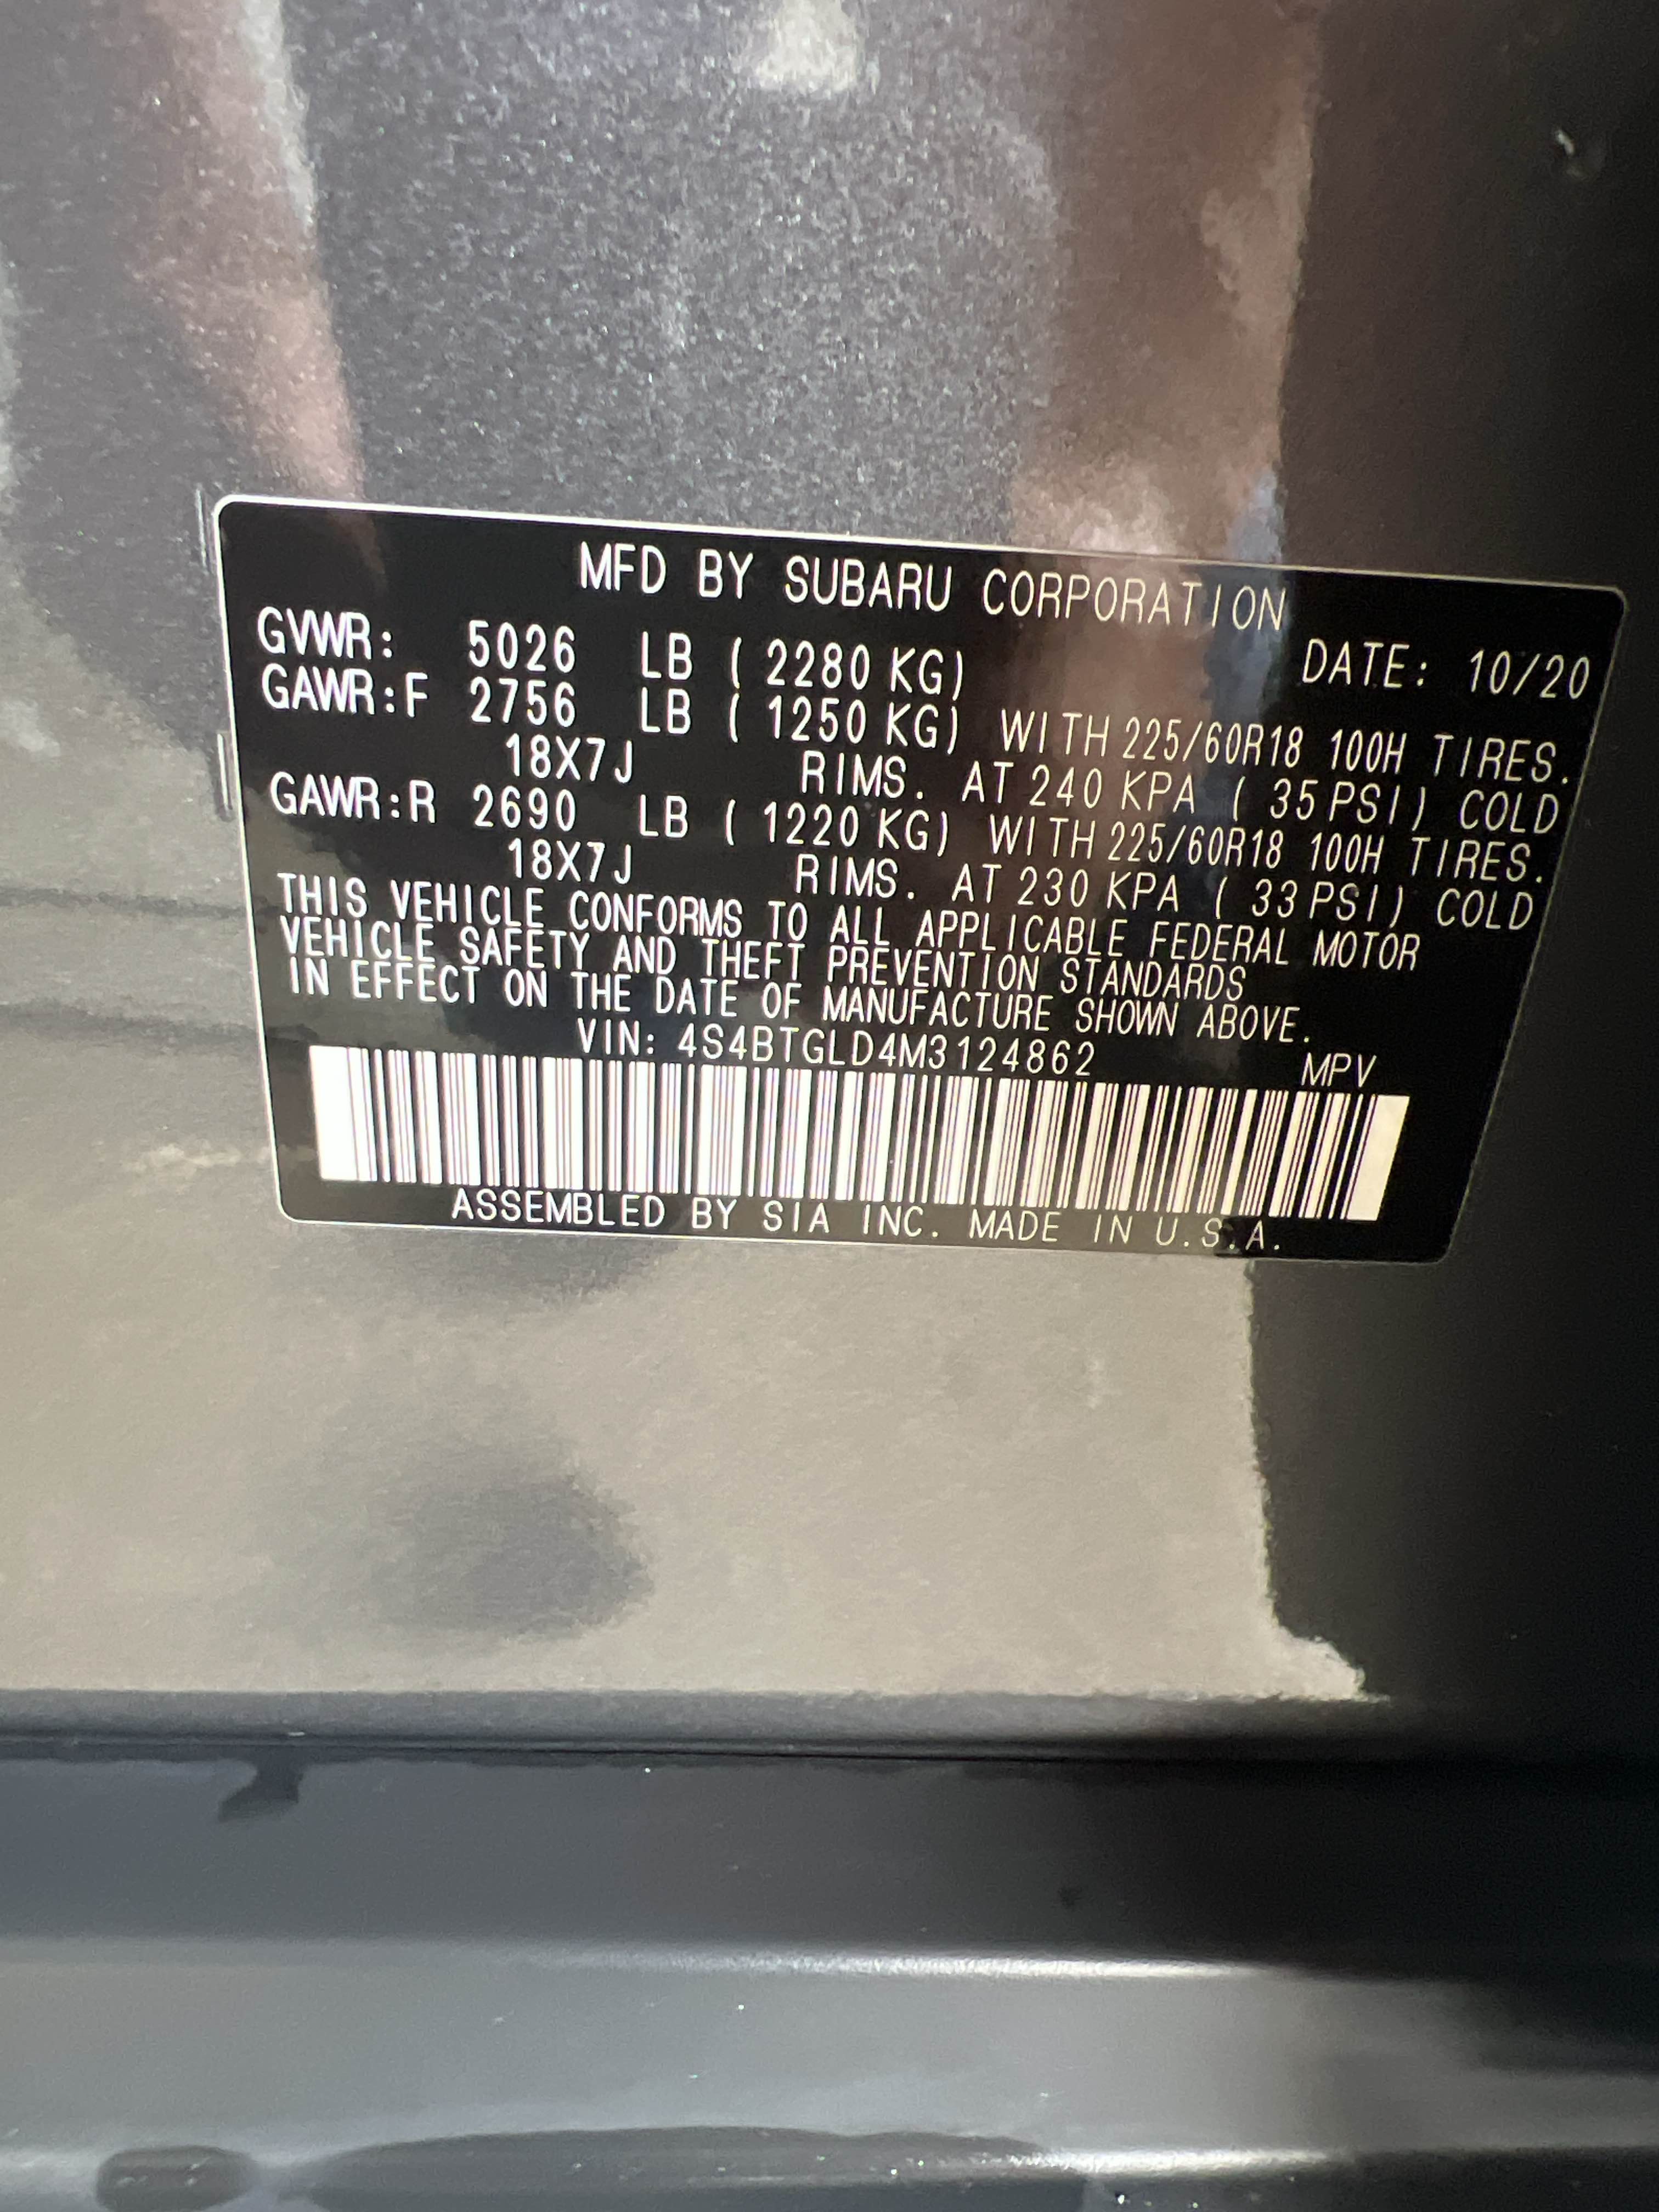 MFD BY SUBARU CORPORATION
GVWR: 5026 LB ( 2280 KG) DATE: 10/20
GAWR:F 2756 LB ( 1250 KG) WITH 225/60R18 100H TIRES.
18X7J RIMS. AT 240 KPA ( 35 PSI) COLD
GAWR:R 2690 LB ( 1220 KG) WITH 225/60R18 100H TIRES.
18X7J RIMS. AT 230 KPA ( 33 PSI) COLD
THIS VEHICLE CONFORMS TO ALL APPLICABLE FEDERAL MOTOR
VEHICLE SAFETY AND THEFT PREVENTION STANDARDS
IN EFFECT ON THE DATE OF MANUFACTURE SHOWN ABOVE.
VIN: 4S4BTGLD4M3124862 MPV
ASSEMBLED BY SIA INC. MADE IN U.S.A.